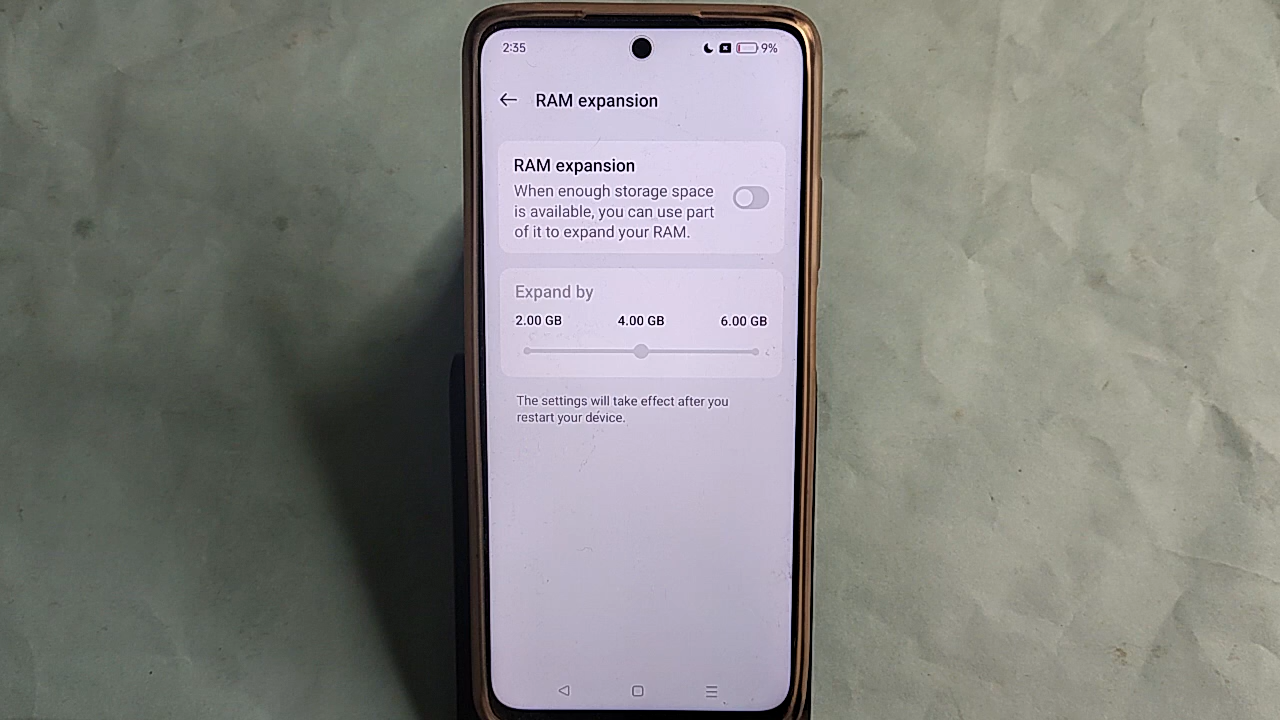 2:35 9%
RAM expansion
RAM expansion
When enough storage space
is available, you can use part
of it to expand your RAM.
Expand by
2.00 GB 4.00 GB 6.00 GB
The settings will take effect after you
restart your device.